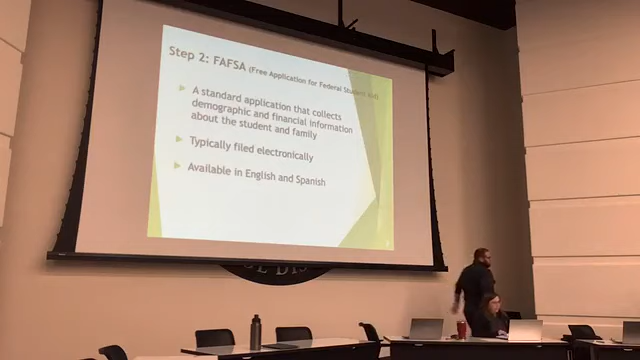 Step 2: FAFSA (Free Application for Federal Student Aid)
A standard application that collects
demographic and financial information
about the student and family
Typically filed electronically
Available in English and Spanish